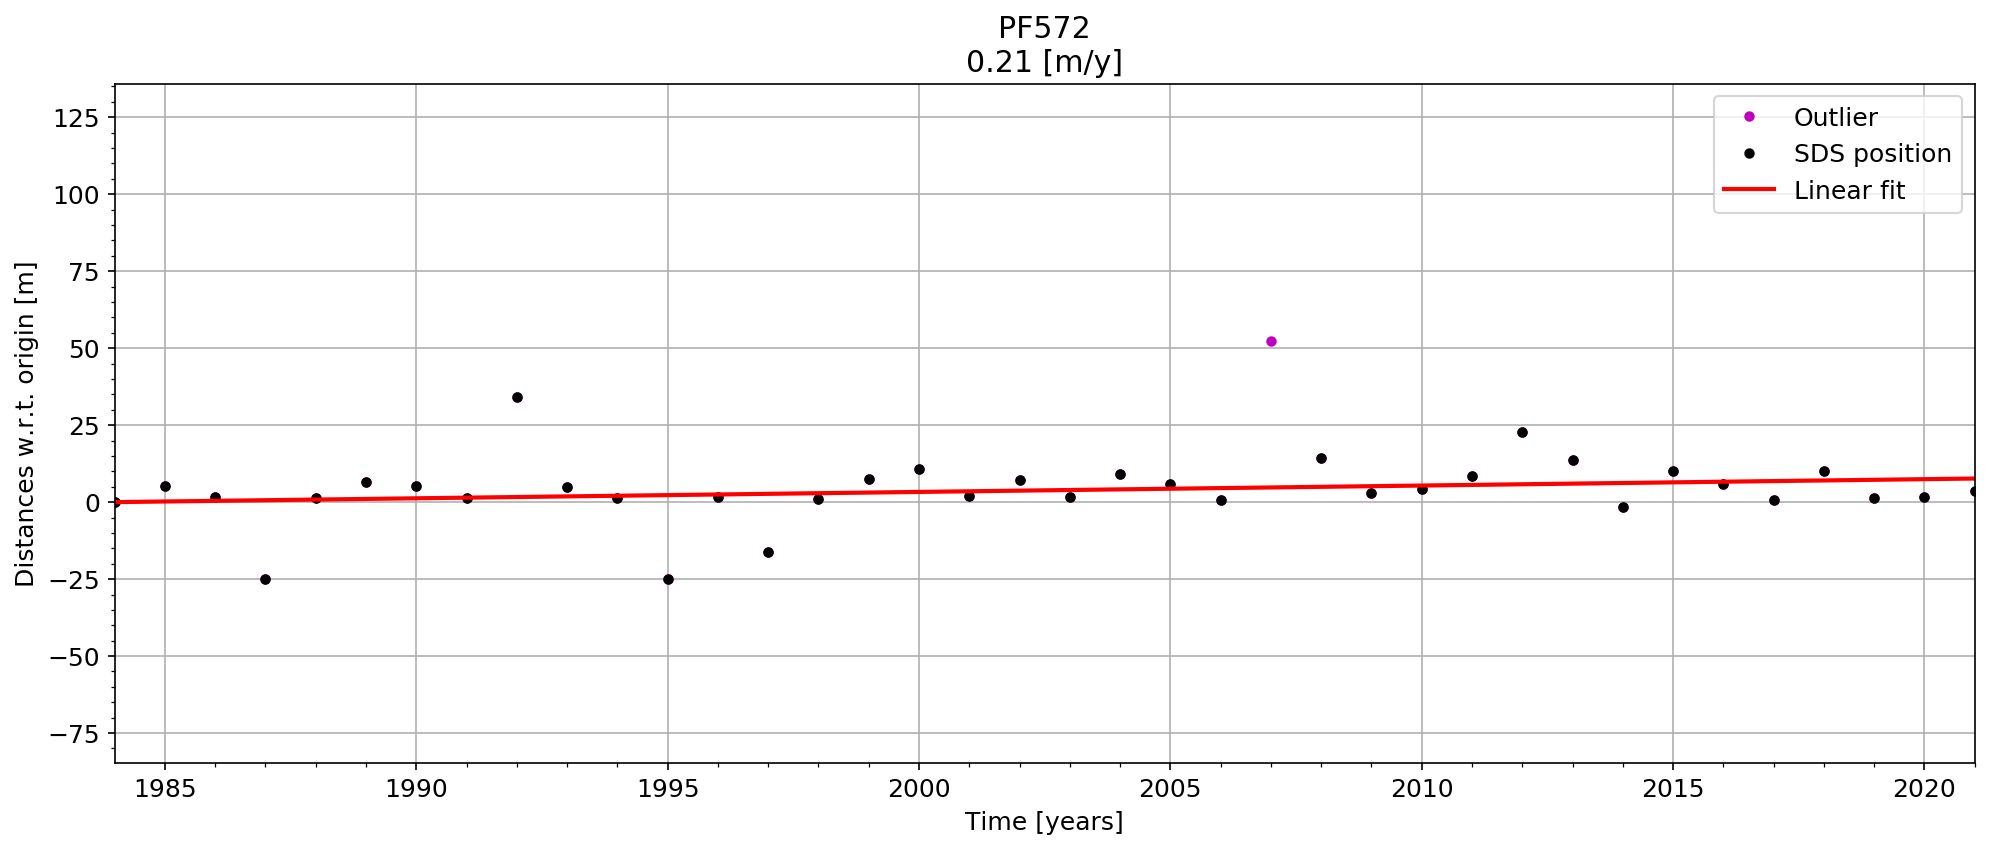 PF572
0.21 [m/y]
Outlier
SDS position
Linear fit
Distances w.r.t. origin [m]
125
100
75
50
25
0
−25
−50
−75
1985
1990
1995
2000
2005
2010
2015
2020
Time [years]